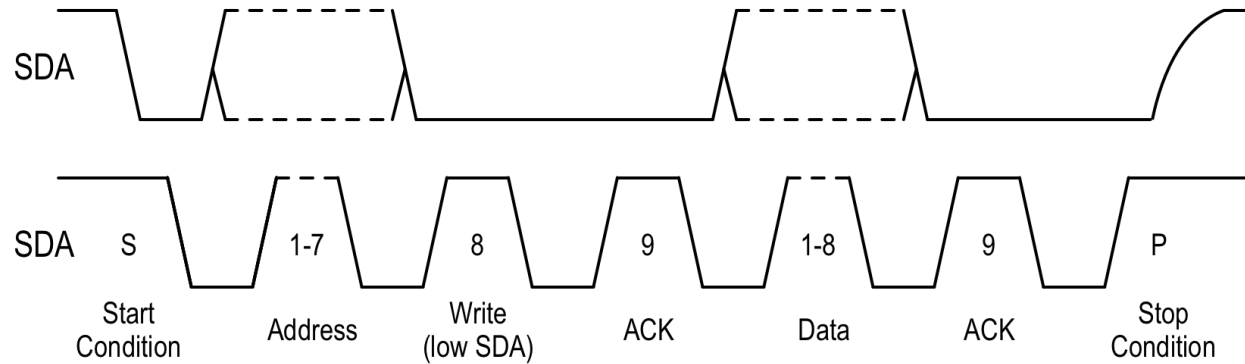 SDA
SDA S 1-7 8 9 1-8 9 P
Start Condition
Address
Write (low SDA)
ACK
Data
ACK
Stop Condition